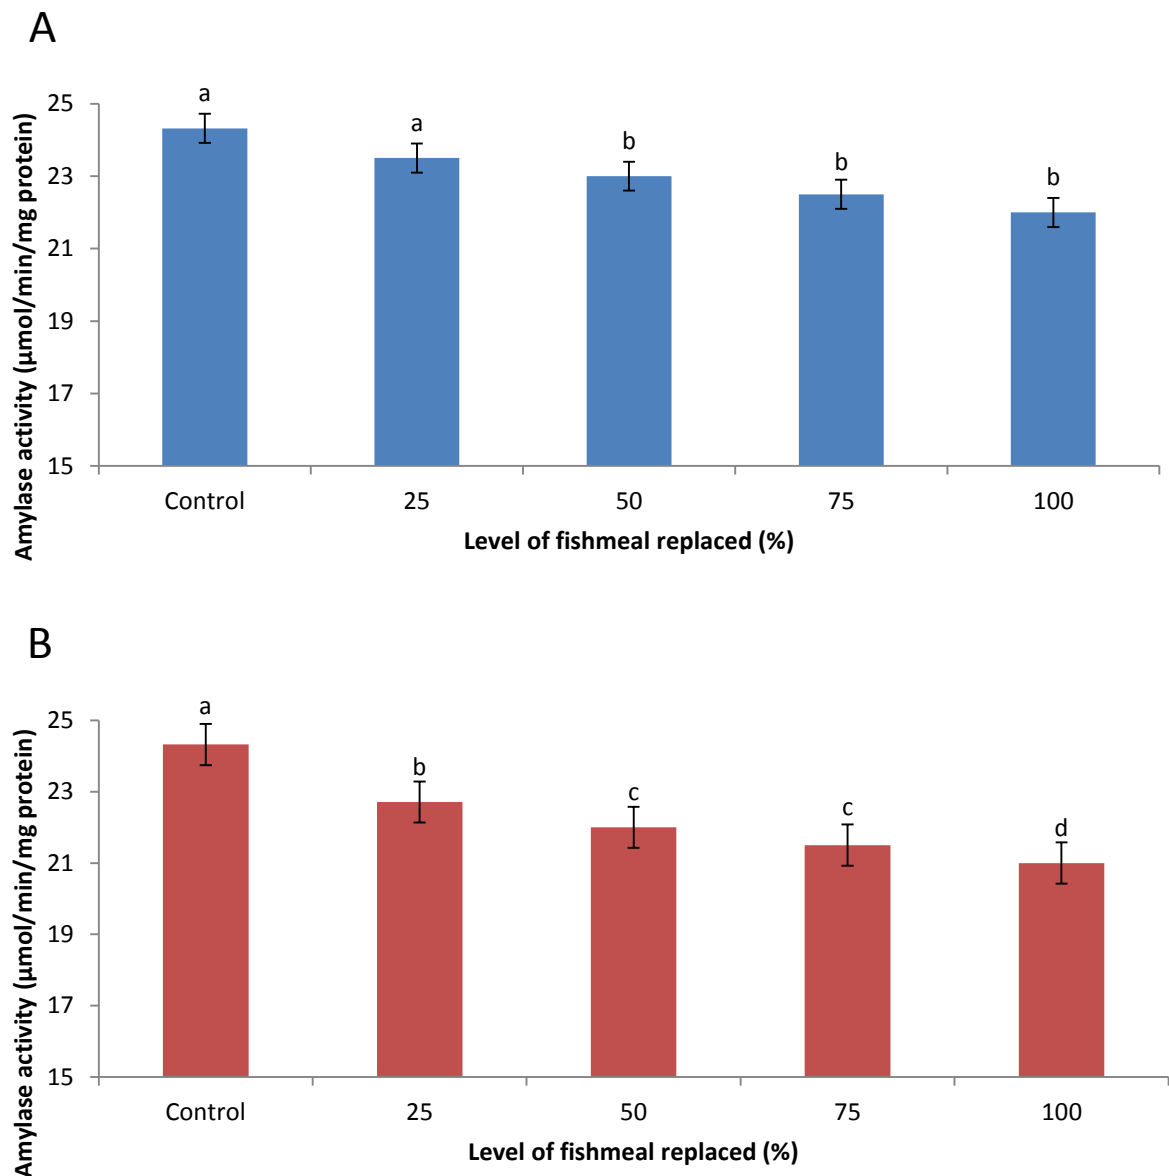 A
Amylase activity (µmol/min/mg protein)
25
23
21
19
17
15
a
a
b
b
b
Control
25
50
75
100
Level of fishmeal replaced (%)
B
Amylase activity (µmol/min/mg protein)
25
23
21
19
17
15
a
b
c
c
d
Control
25
50
75
100
Level of fishmeal replaced (%)